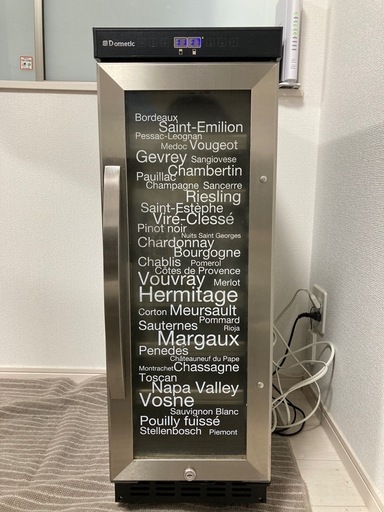 Dometic
Bordeaux
Saint-Emilion
Pessac-Leognan
Medoc Vougeot
Gevrey Sangiovese
Pauillac Chambertin
Champagne Sancerre
Riesling
Saint-Estèphe
Viré-Clessé
Pinot noir
Nuits Saint Georges
Chardonnay
Bourgogne
Chablis Pomerol
Côtes de Provence
Vouvray Merlot
Hermitage
Corton Meursault
Pommard
Sauternes Rioja
Margaux
Penedes
Châteauneuf du Pape
Montrachet Chassagne
Toscan
Napa Valley
Vosne
Sauvignon Blanc
Pouilly fuissé
Stellenbosch Piemont